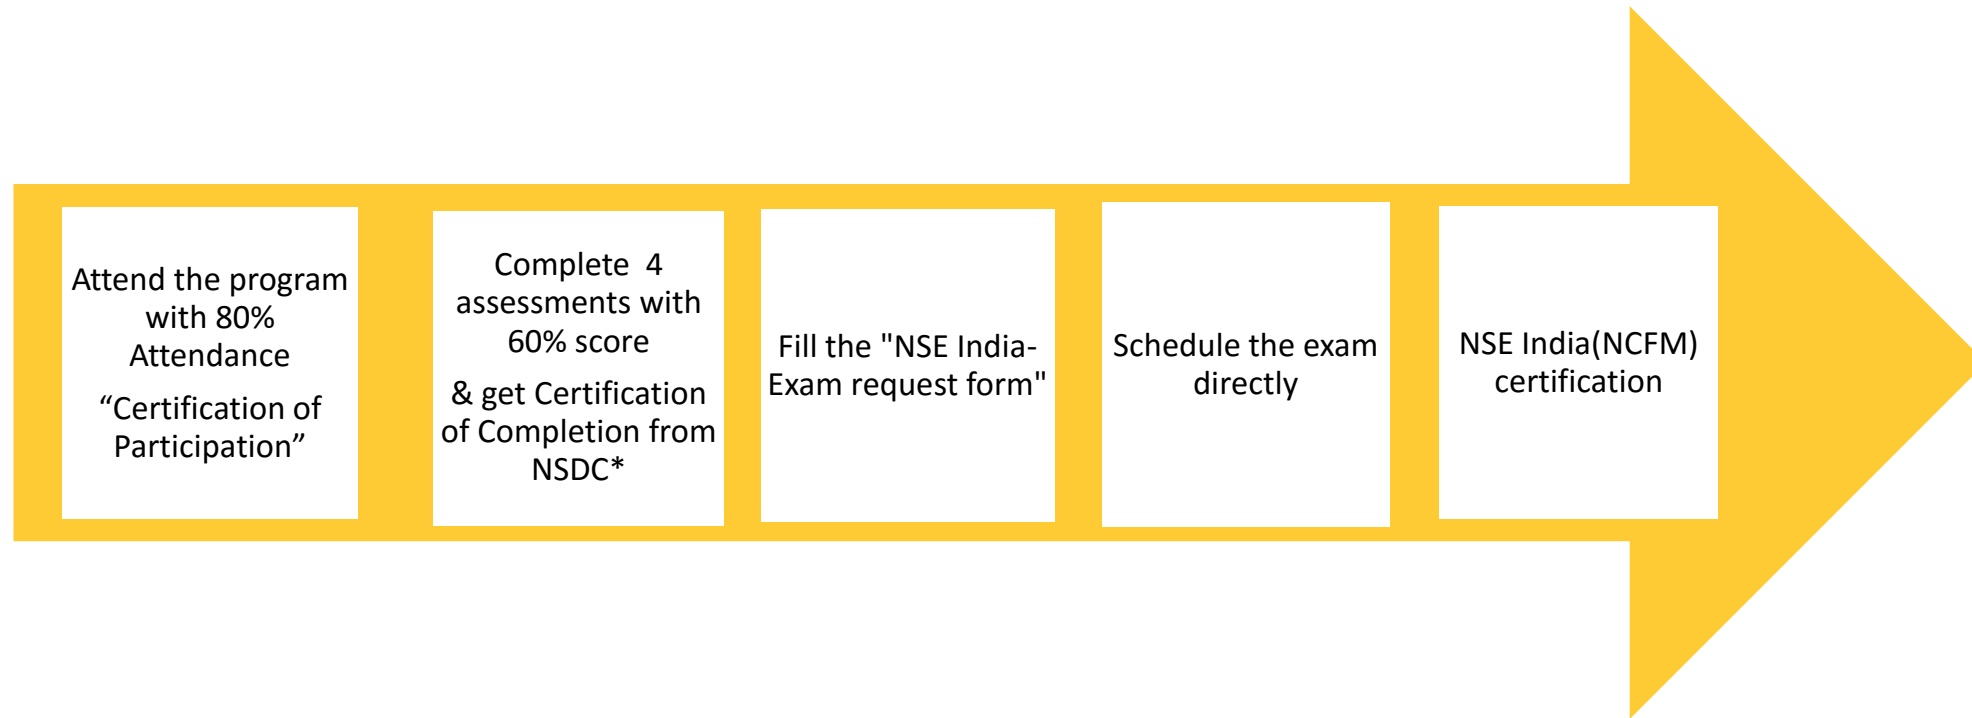 Attend the program
with 80%
Attendance
“Certification of
Participation”
Complete  4
assessments with
60% score
& get Certification
of Completion from
NSDC*
Fill the "NSE India-
Exam request form"
Schedule the exam
directly
NSE India(NCFM)
certification